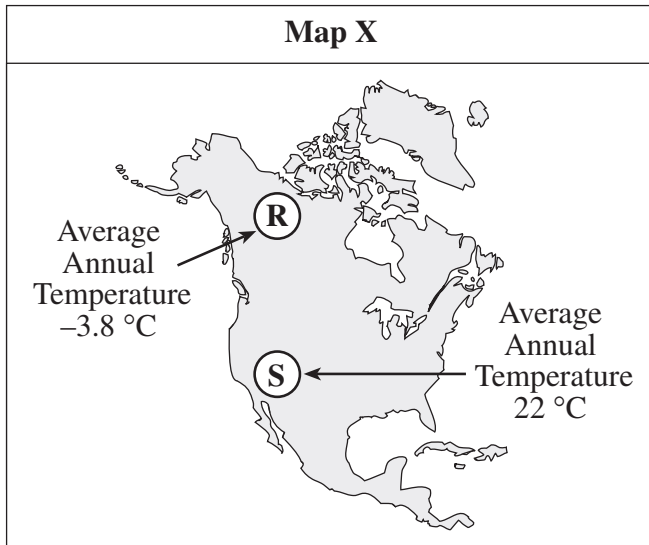 Map X
R
Average
Annual
Temperature
–3.8 °C
S
Average
Annual
Temperature
22 °C